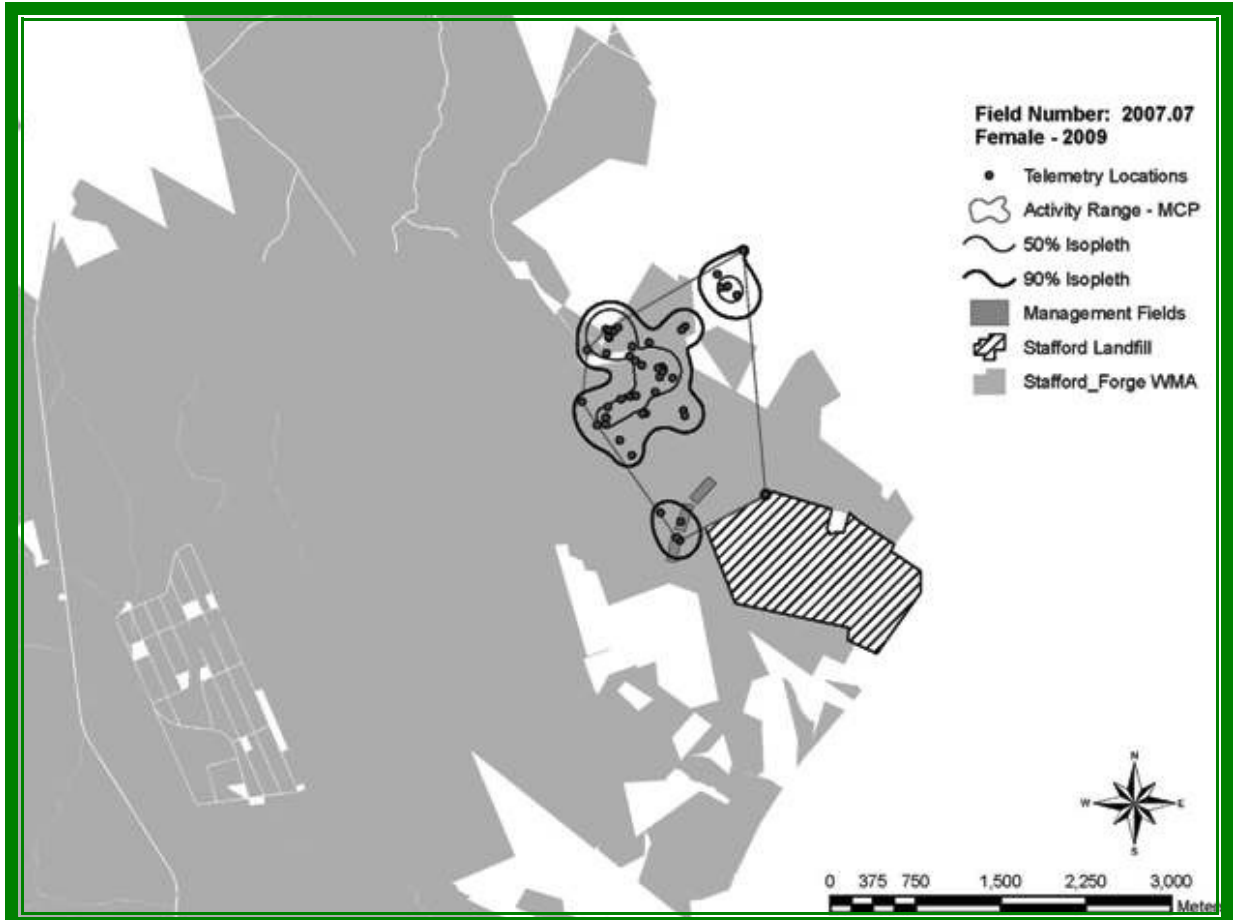 Field Number: 2007.07
Female - 2009
Telemetry Locations
Activity Range - MCP
50% Isopleth
90% Isopleth
Management Fields
Stafford Landfill
Stafford_Forge WMA
N
W E
S
0 375 750 1,500 2,250 3,000
Meters